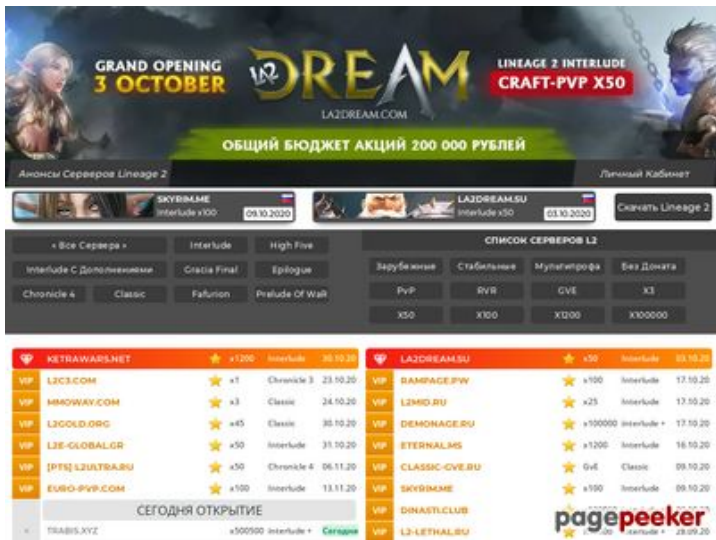 GRAND OPENING
3 OCTOBER
LA2 DREAM
LA2DREAM.COM
LINEAGE 2 INTERLUDE
CRAFT-PVP X50
ОБЩИЙ БЮДЖЕТ АКЦИЙ 200 000 РУБЛЕЙ
Анонсы Серверов Lineage 2
Личный Кабинет
SKYRIM.ME
Interlude x100
09.10.2020
LA2DREAM.SU
Interlude x50
03.10.2020
Скачать Lineage 2
« Все Сервера »
Interlude
High Five
Interlude С Дополнениями
Gracia Final
Epilogue
Chronicle 4
Classic
Fafurion
Prelude Of WaR
СПИСОК СЕРВЕРОВ L2
Зарубежные
Стабильные
Мультипрофа
Без Доната
PvP
RVR
GVE
X3
X50
X100
X1200
X100000
KETRAWARS.NET x1200 Interlude 30.10.20
VIP L2C3.COM x1 Chronicle 3 23.10.20
VIP MMOWAY.COM x3 Classic 24.10.20
VIP L2GOLD.ORG x45 Classic 30.10.20
VIP L2E-GLOBAL.GR x50 Interlude 31.10.20
VIP [PTS] L2ULTRA.RU x50 Chronicle 4 06.11.20
VIP EURO-PVP.COM x100 Interlude 13.11.20
СЕГОДНЯ ОТКРЫТИЕ
TRABIS.XYZ x500500 Interlude + Сегодня
LA2DREAM.SU x50 Interlude 03.10.20
VIP RAMPAGE.PW x100 Interlude 17.10.20
VIP L2MID.RU x25 Interlude 17.10.20
VIP DEMONAGE.RU x100000 Interlude + 17.10.20
VIP ETERNAL.MS x1200 Interlude 16.10.20
VIP CLASSIC-GVE.RU GvE Classic 09.10.20
VIP SKYRIM.ME x100 Interlude 09.10.20
VIP DINASTI.CLUB
VIP L2-LETHAL.RU Interlude + 28.09.20
pagepeeker